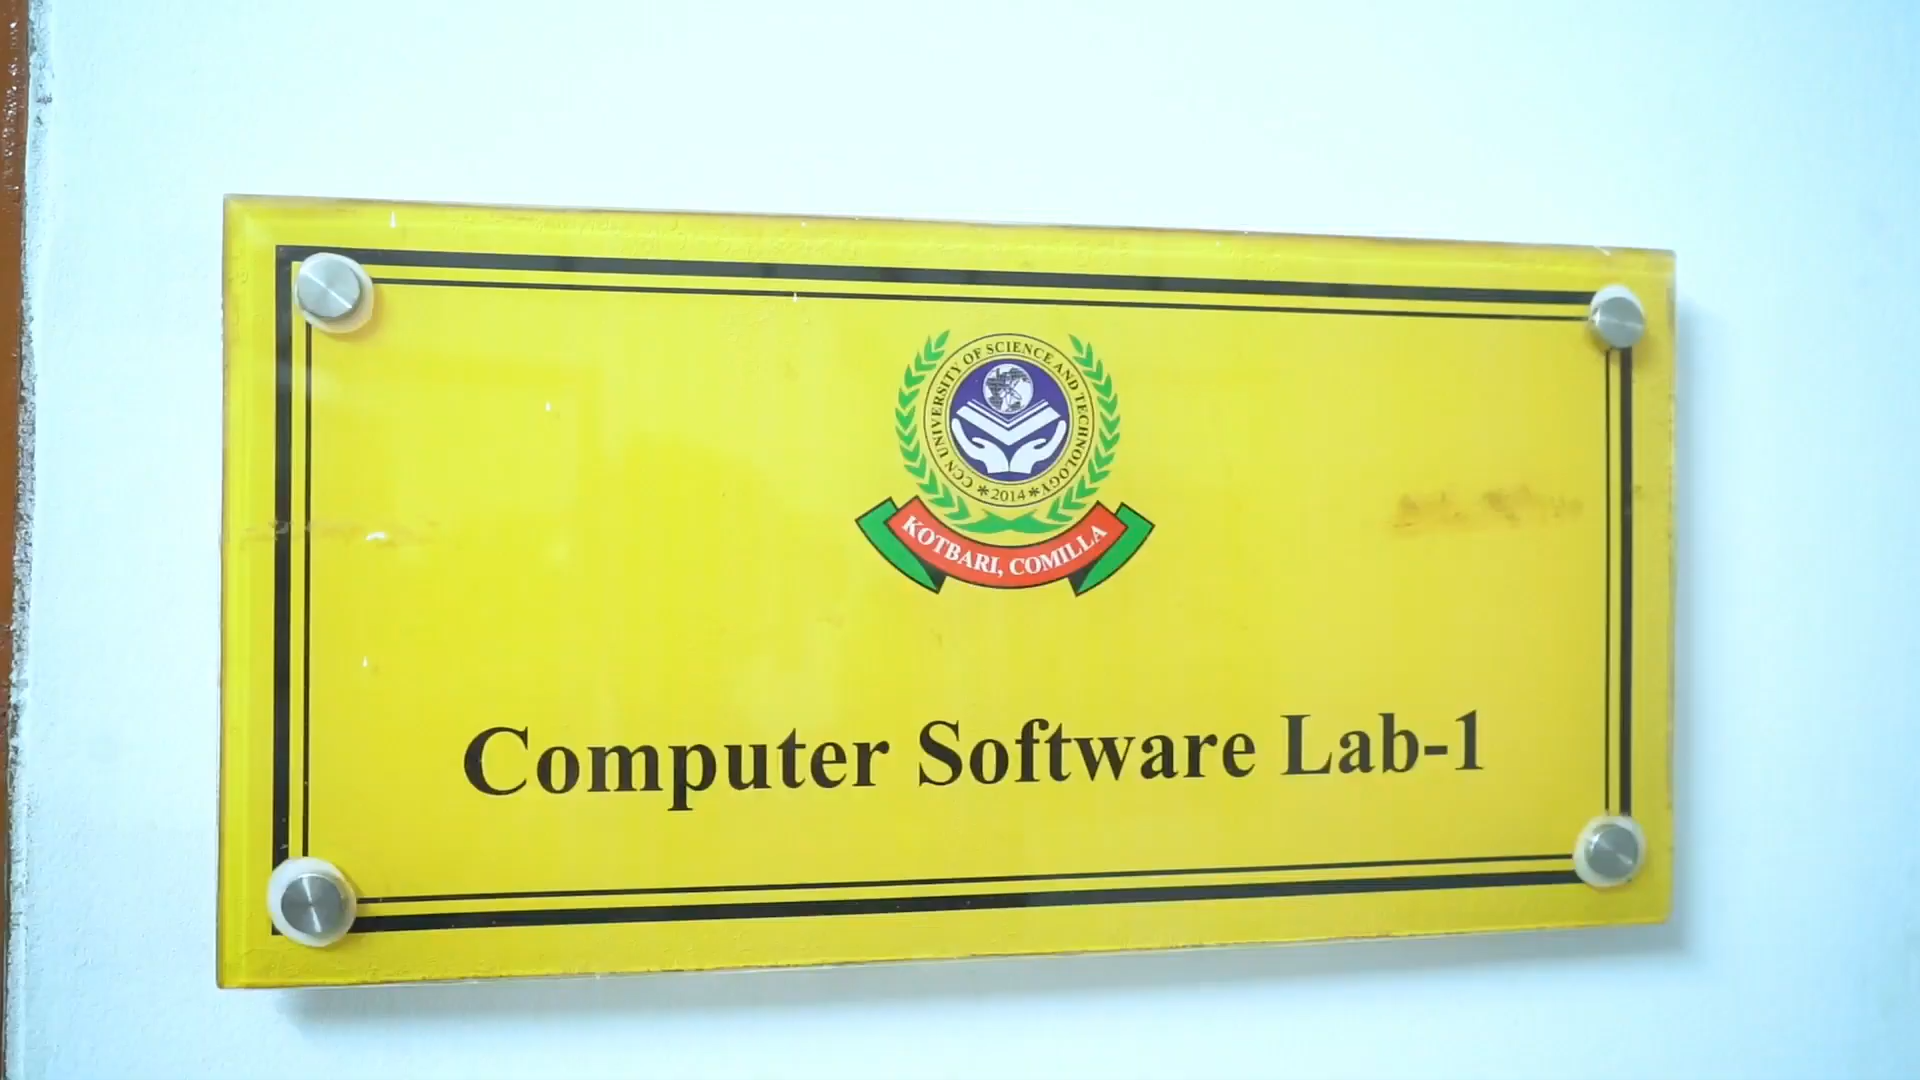 CCN UNIVERSITY OF SCIENCE AND TECHNOLOGY
* 2014 *
KOTBARI, COMILLA
Computer Software Lab-1